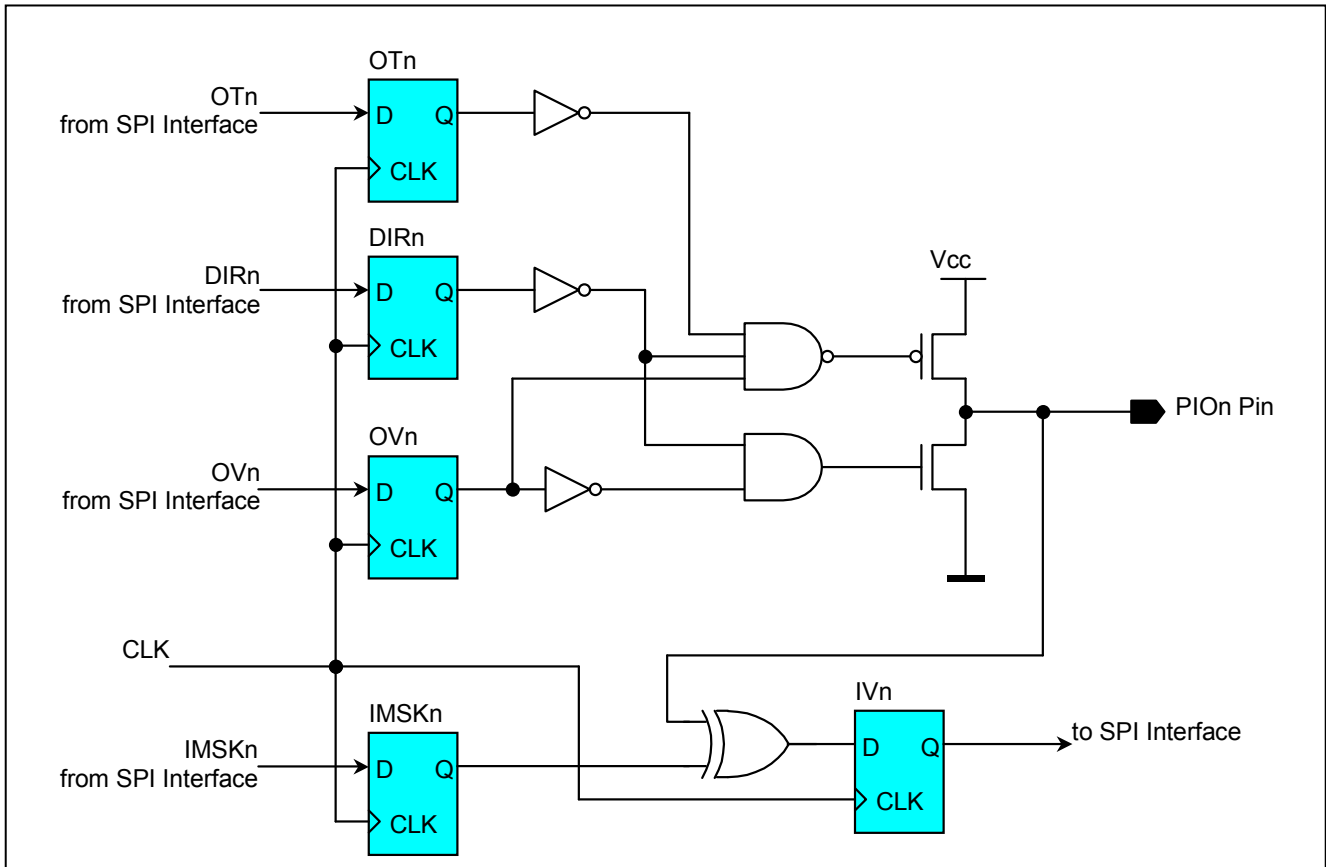 OTn
OTn
from SPI Interface
D Q
CLK
DIRn
DIRn
from SPI Interface
D Q
CLK
Vcc
PIOn Pin
OVn
OVn
from SPI Interface
D Q
CLK
CLK
IMSKn
IMSKn
from SPI Interface
D Q
CLK
IVn
D Q
CLK
to SPI Interface